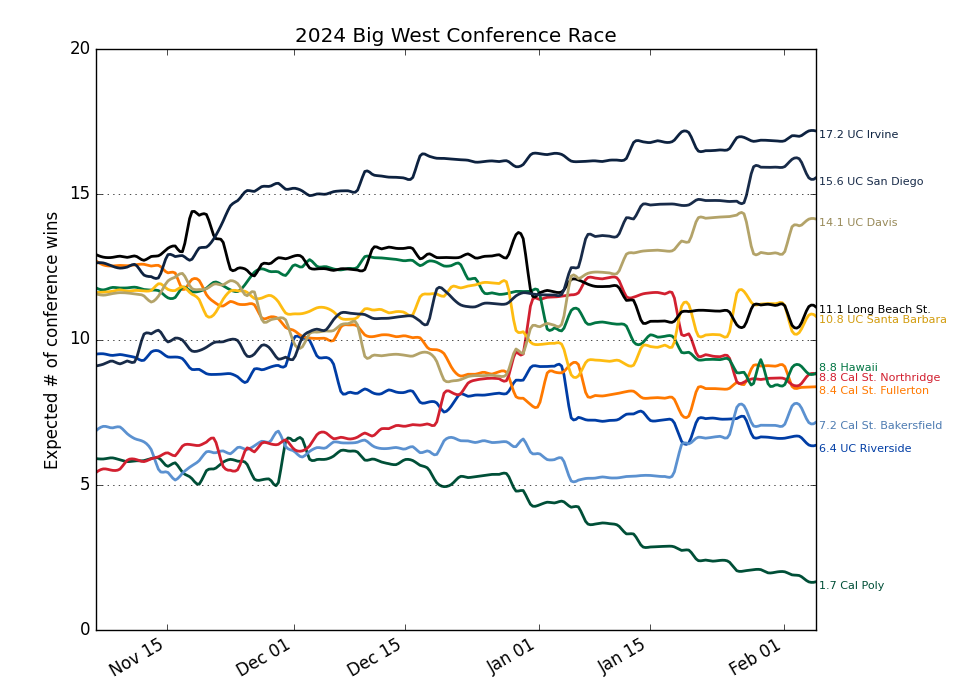 2024 Big West Conference Race
Expected # of conference wins
20
15
10
5
0
17.2 UC Irvine
15.6 UC San Diego
14.1 UC Davis
11.1 Long Beach St.
10.8 UC Santa Barbara
8.8 Hawaii
8.8 Cal St. Northridge
8.4 Cal St. Fullerton
7.2 Cal St. Bakersfield
6.4 UC Riverside
1.7 Cal Poly
Nov 15
Dec 01
Dec 15
Jan 01
Jan 15
Feb 01